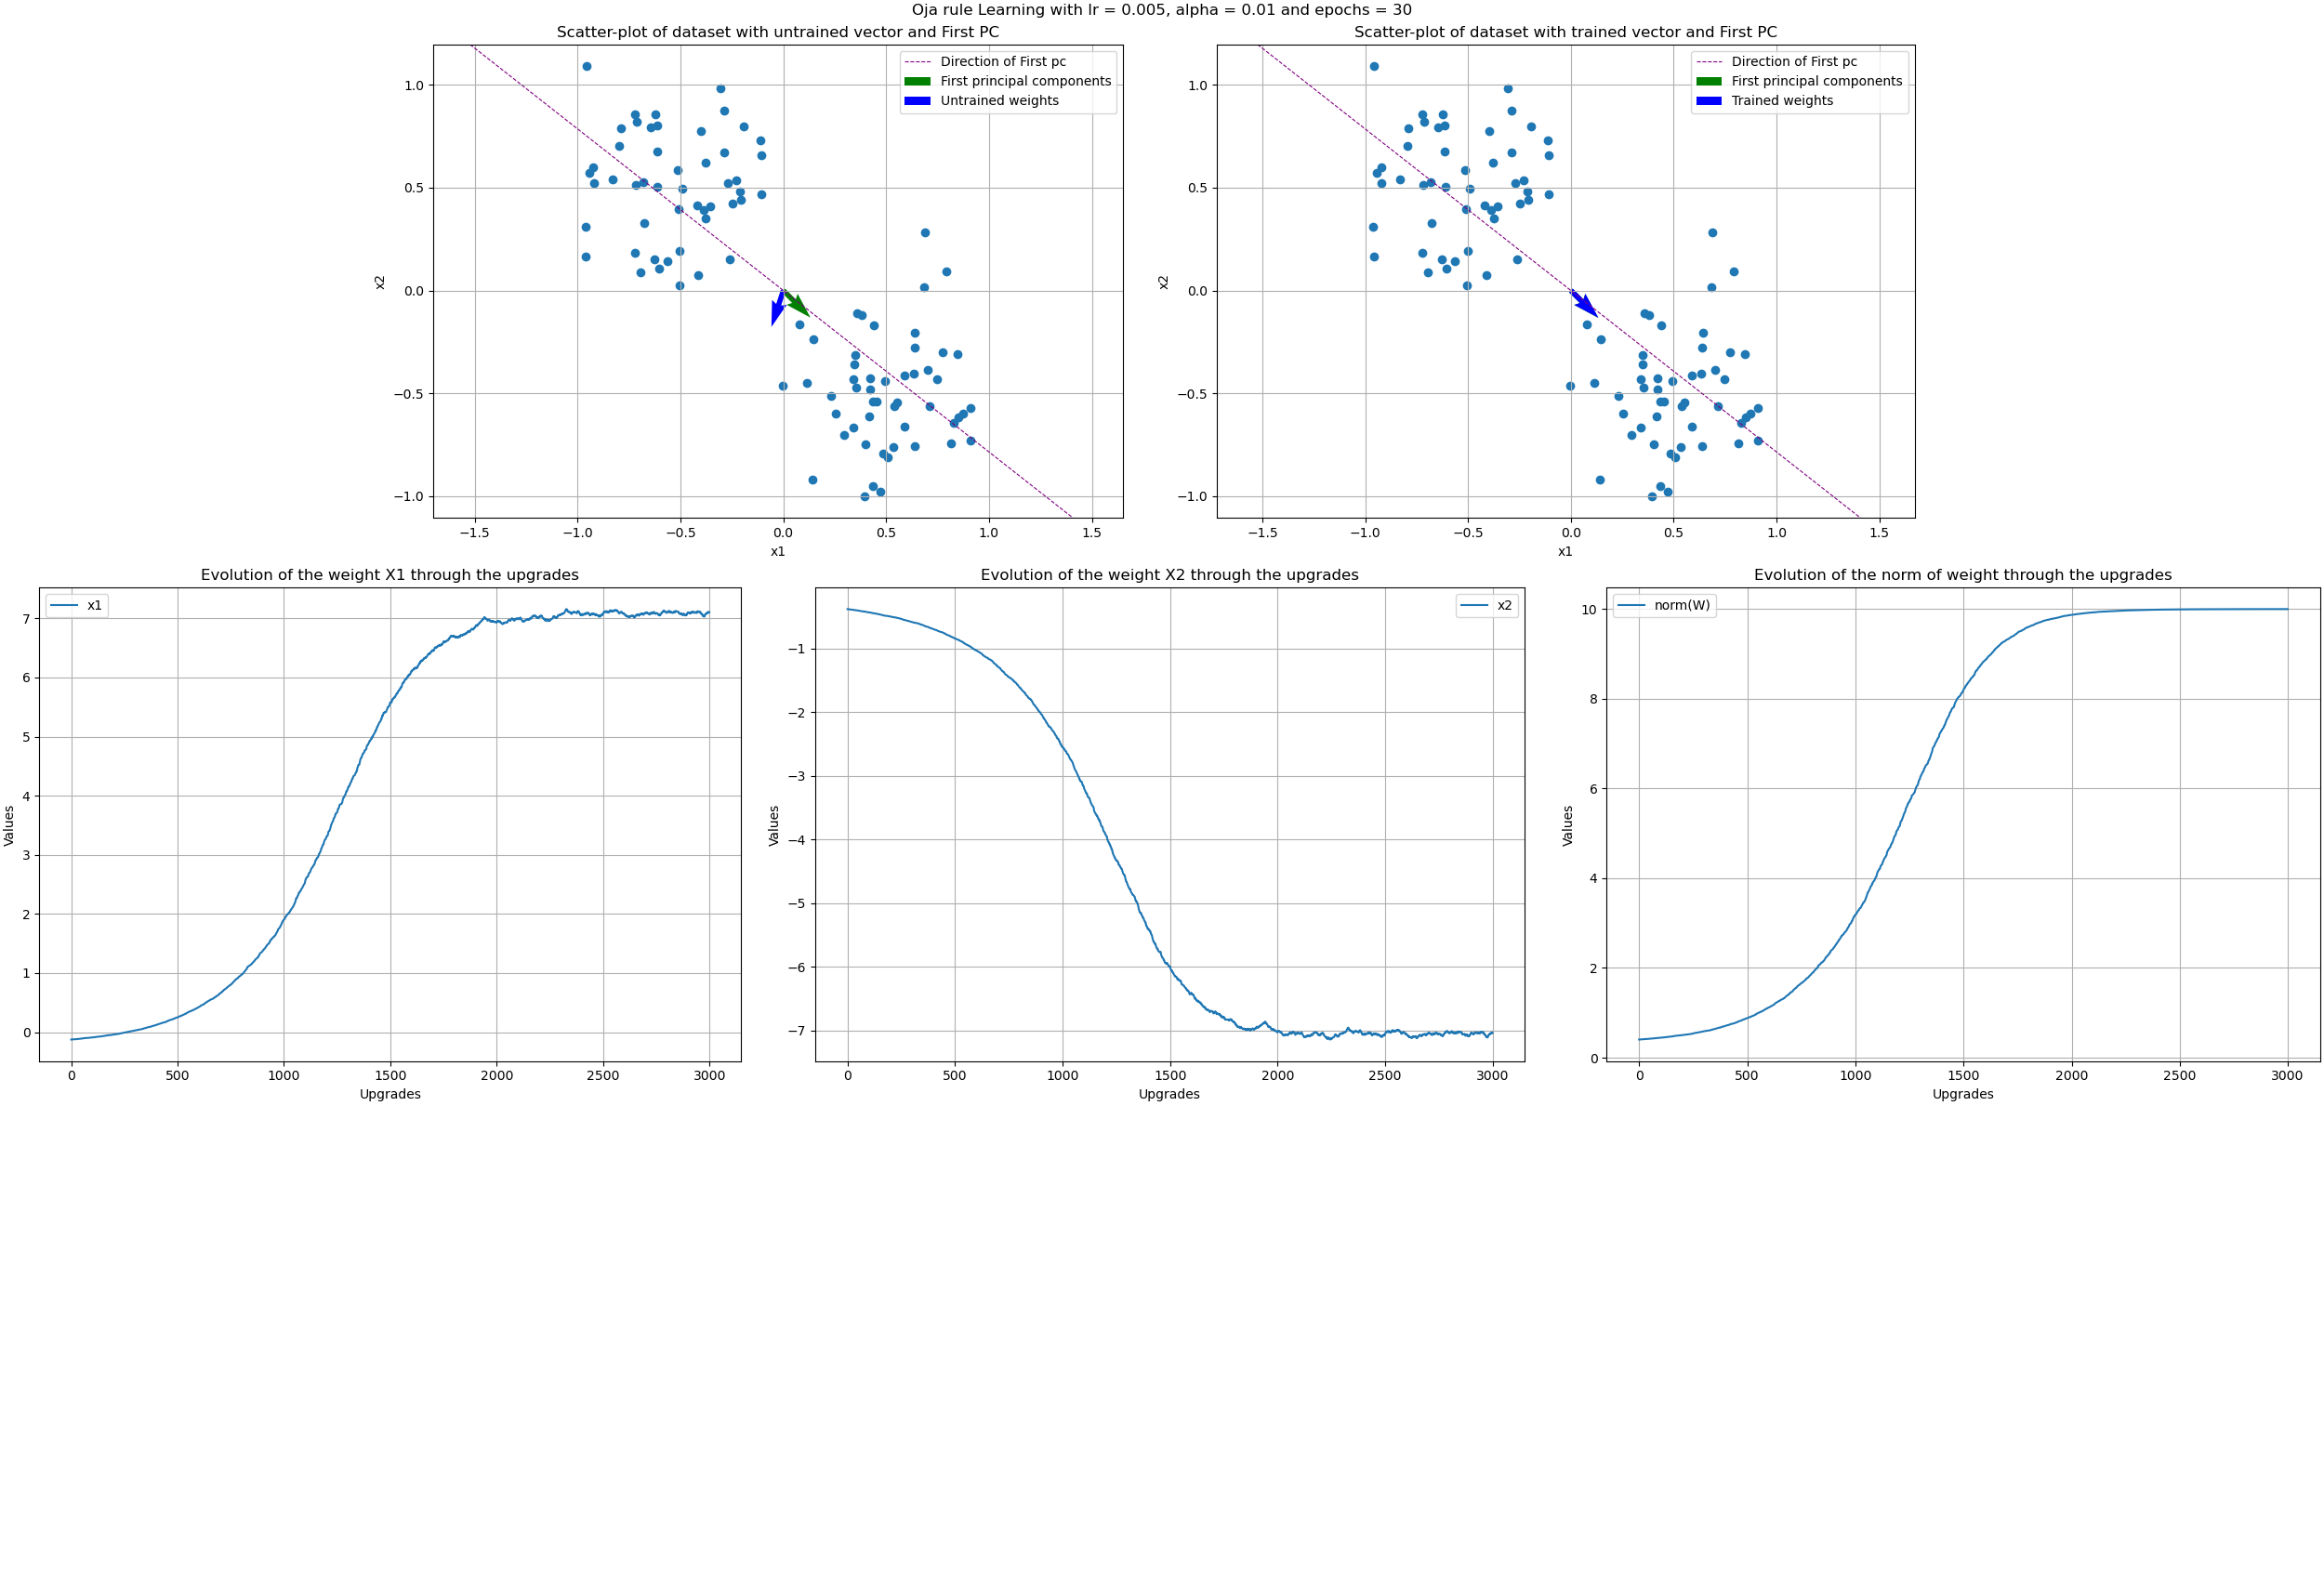 Oja rule Learning with lr = 0.005, alpha = 0.01 and epochs = 30
Scatter-plot of dataset with untrained vector and First PC
Direction of First pc
First principal components
Untrained weights
1.0
0.5
0.0
−0.5
−1.0
x2
−1.5 −1.0 −0.5 0.0 0.5 1.0 1.5
x1
Scatter-plot of dataset with trained vector and First PC
Direction of First pc
First principal components
Trained weights
1.0
0.5
0.0
−0.5
−1.0
x2
−1.5 −1.0 −0.5 0.0 0.5 1.0 1.5
x1
Evolution of the weight X1 through the upgrades
x1
7
6
5
4
3
2
1
0
Values
0 500 1000 1500 2000 2500 3000
Upgrades
Evolution of the weight X2 through the upgrades
x2
−1
−2
−3
−4
−5
−6
−7
Values
0 500 1000 1500 2000 2500 3000
Upgrades
Evolution of the norm of weight through the upgrades
norm(W)
10
8
6
4
2
0
Values
0 500 1000 1500 2000 2500 3000
Upgrades